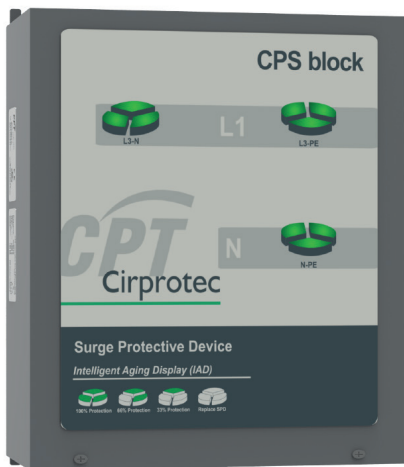 CPS block
L1
L3-N
L3-PE
CPT
N
N-PE
Cirprotec
Surge Protective Device
Intelligent Aging Display (IAD)
100% Protection 66% Protection 33% Protection Replace SPD